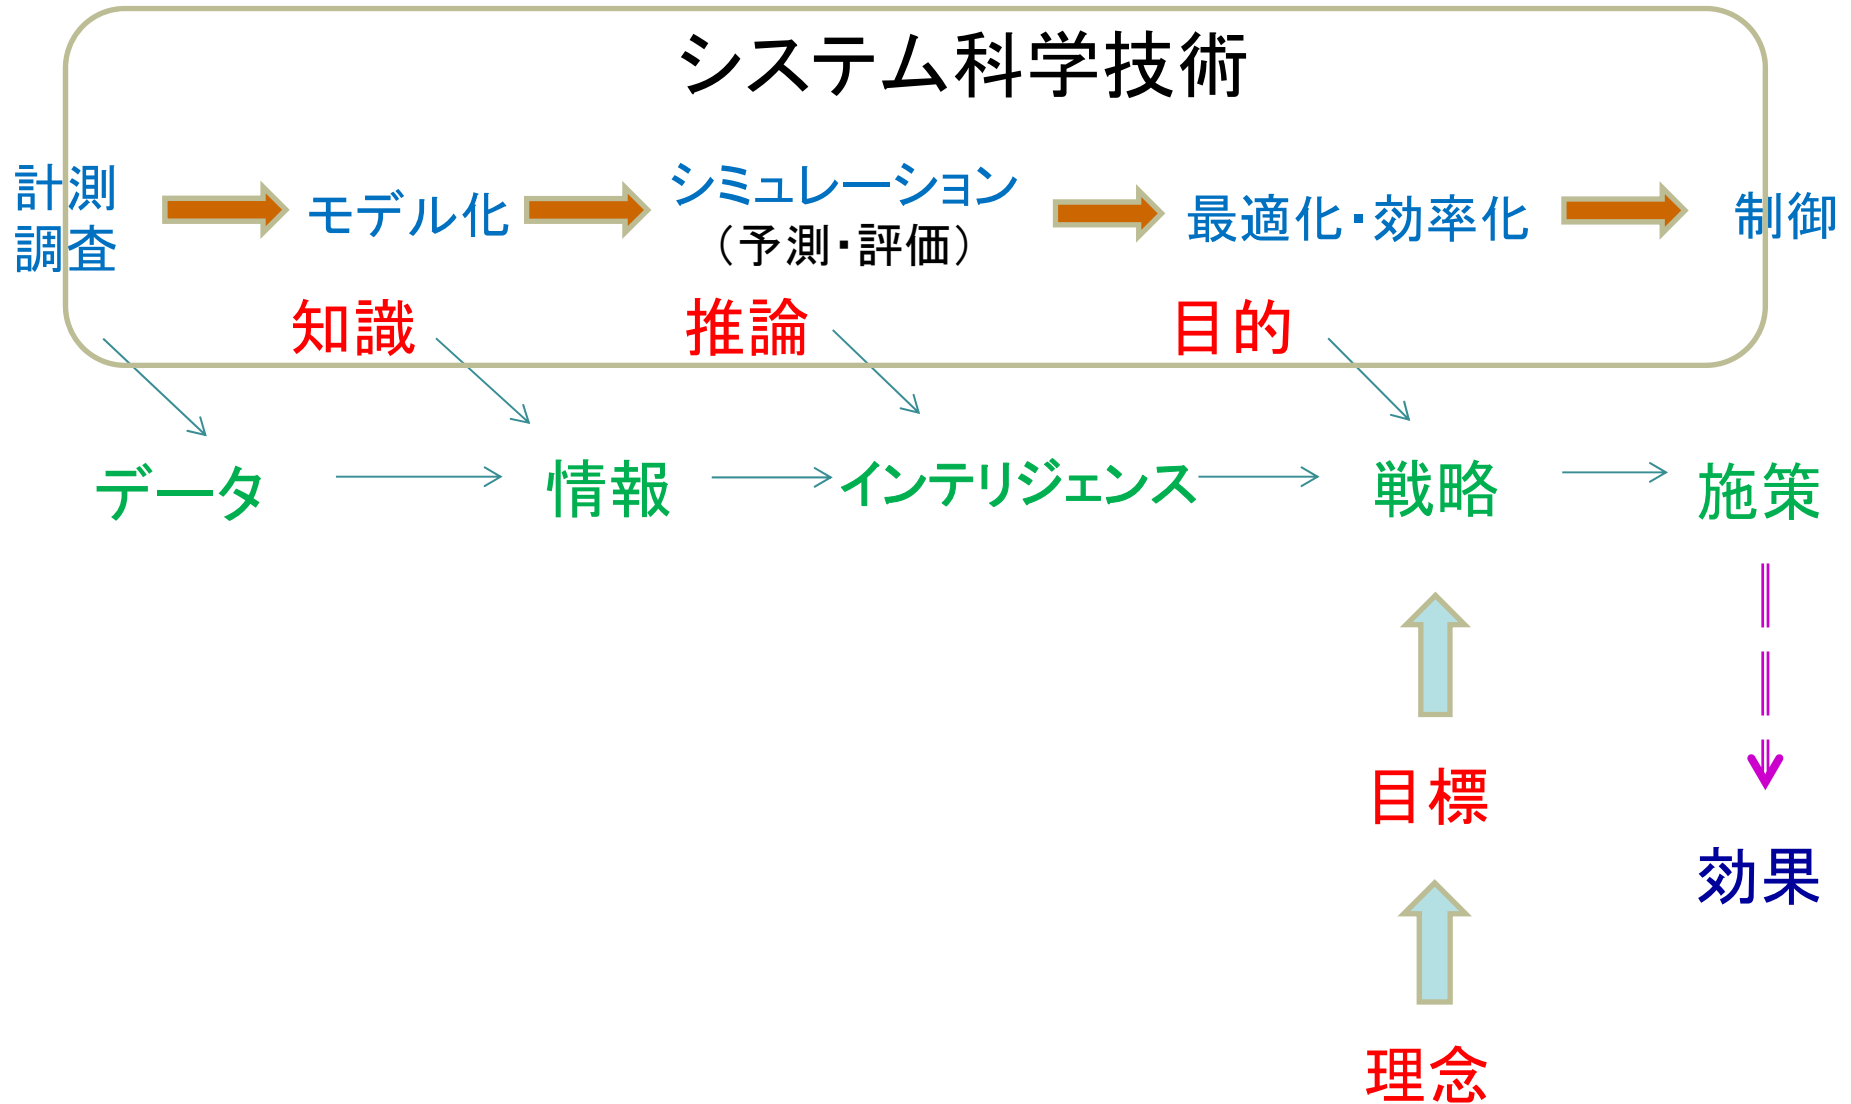 システム科学技術
計測
調査
モデル化
シミュレーション
（予測・評価）
最適化・効率化
制御
知識
推論
目的
データ
情報
インテリジェンス
戦略
施策
目標
効果
理念